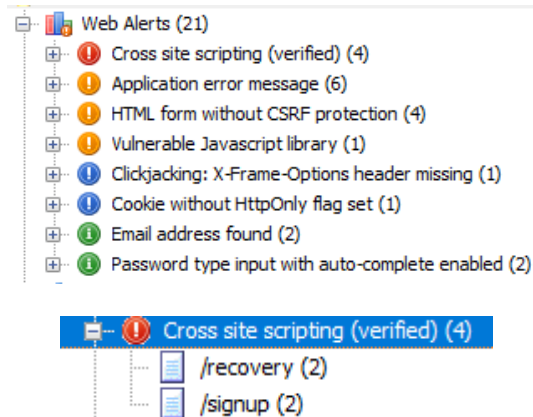 Web Alerts (21)
Cross site scripting (verified) (4)
Application error message (6)
HTML form without CSRF protection (4)
Vulnerable Javascript library (1)
Clickjacking: X-Frame-Options header missing (1)
Cookie without HttpOnly flag set (1)
Email address found (2)
Password type input with auto-complete enabled (2)
Cross site scripting (verified) (4)
/recovery (2)
/signup (2)